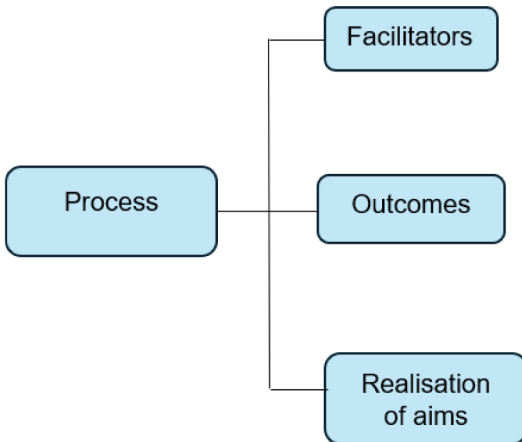 Facilitators
Process
Outcomes
Realisation
of aims